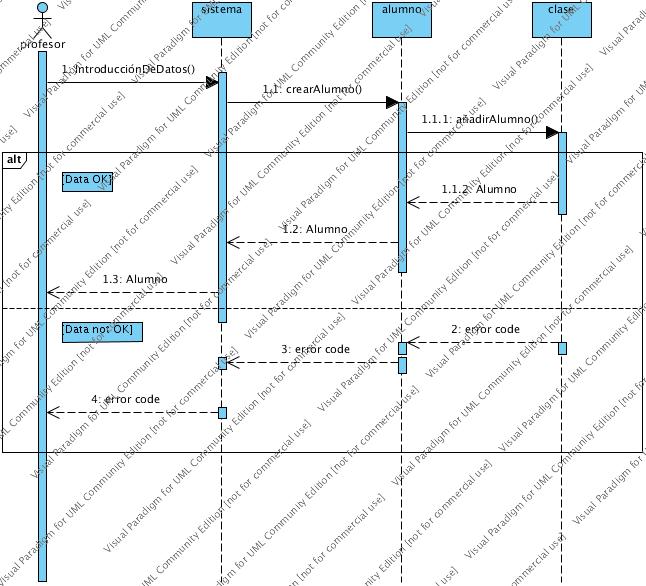 sistema
alumno
clase
profesor
1: IntroducciónDeDatos()
1.1: crearAlumno()
1.1.1: añadirAlumno()
alt
[Data OK]
1.1.2: Alumno
1.2: Alumno
1.3: Alumno
[Data not OK]
2: error code
3: error code
4: error code
Visual Paradigm for UML Community Edition [not for commercial use]